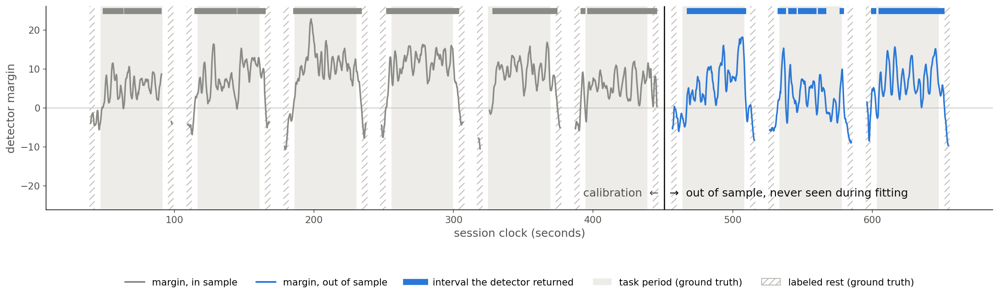 detector margin
20
10
0
−10
−20
calibration ← → out of sample, never seen during fitting
100 200 300 400 500 600
session clock (seconds)
margin, in sample margin, out of sample interval the detector returned task period (ground truth) labeled rest (ground truth)